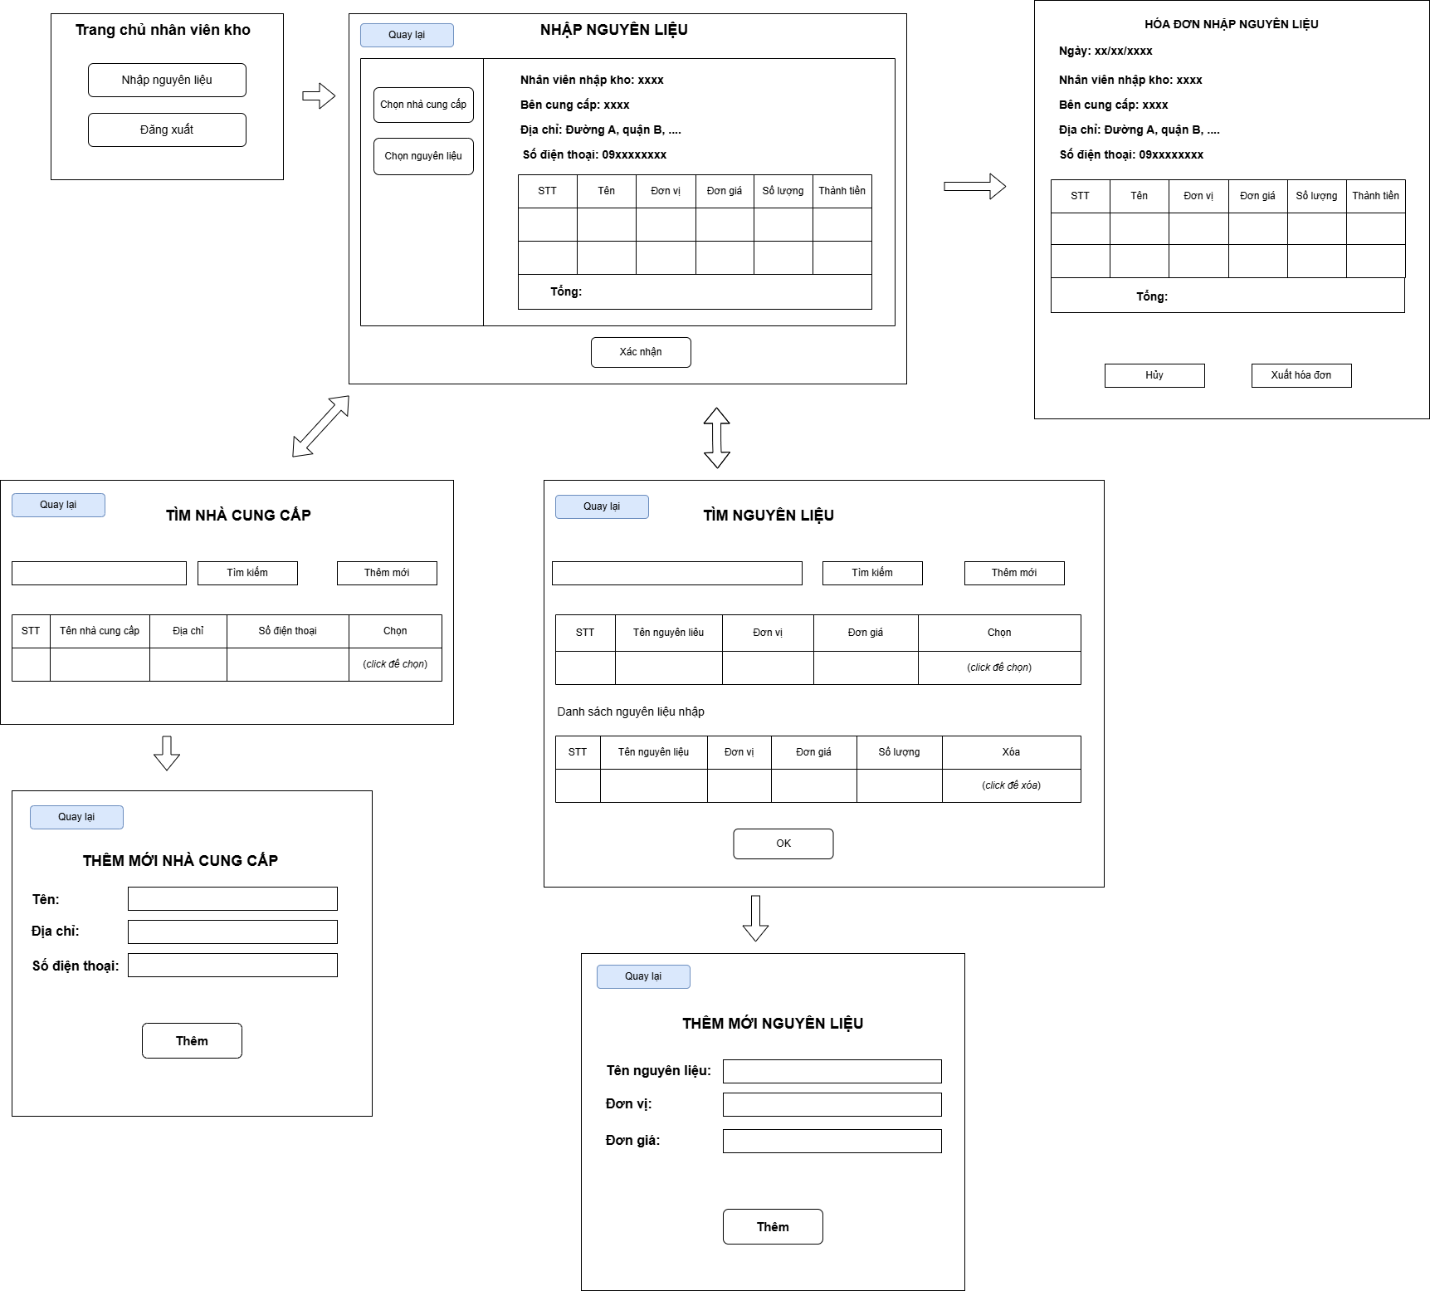 Trang chủ nhân viên kho
Nhập nguyên liệu
Đăng xuất
Quay lại
NHẬP NGUYÊN LIỆU
Chọn nhà cung cấp
Chọn nguyên liệu
Nhân viên nhập kho: xxxx
Bên cung cấp: xxxx
Địa chỉ: Đường A, quận B, ....
Số điện thoại: 09xxxxxxxx
STT Tên Đơn vị Đơn giá Số lượng Thành tiền
Tổng:
Xác nhận
HÓA ĐƠN NHẬP NGUYÊN LIỆU
Ngày: xx/xx/xxxx
Nhân viên nhập kho: xxxx
Bên cung cấp: xxxx
Địa chỉ: Đường A, quận B, ....
Số điện thoại: 09xxxxxxxx
STT Tên Đơn vị Đơn giá Số lượng Thành tiền
Tổng:
Hủy Xuất hóa đơn
Quay lại
TÌM NHÀ CUNG CẤP
Tìm kiếm Thêm mới
STT Tên nhà cung cấp Địa chỉ Số điện thoại Chọn
(click để chọn)
Quay lại
TÌM NGUYÊN LIỆU
Tìm kiếm Thêm mới
STT Tên nguyên liêu Đơn vị Đơn giá Chọn
(click để chọn)
Danh sách nguyên liệu nhập
STT Tên nguyên liệu Đơn vị Đơn giá Số lượng Xóa
(click để xóa)
OK
Quay lại
THÊM MỚI NHÀ CUNG CẤP
Tên:
Địa chỉ:
Số điện thoại:
Thêm
Quay lại
THÊM MỚI NGUYÊN LIỆU
Tên nguyên liệu:
Đơn vị:
Đơn giá:
Thêm